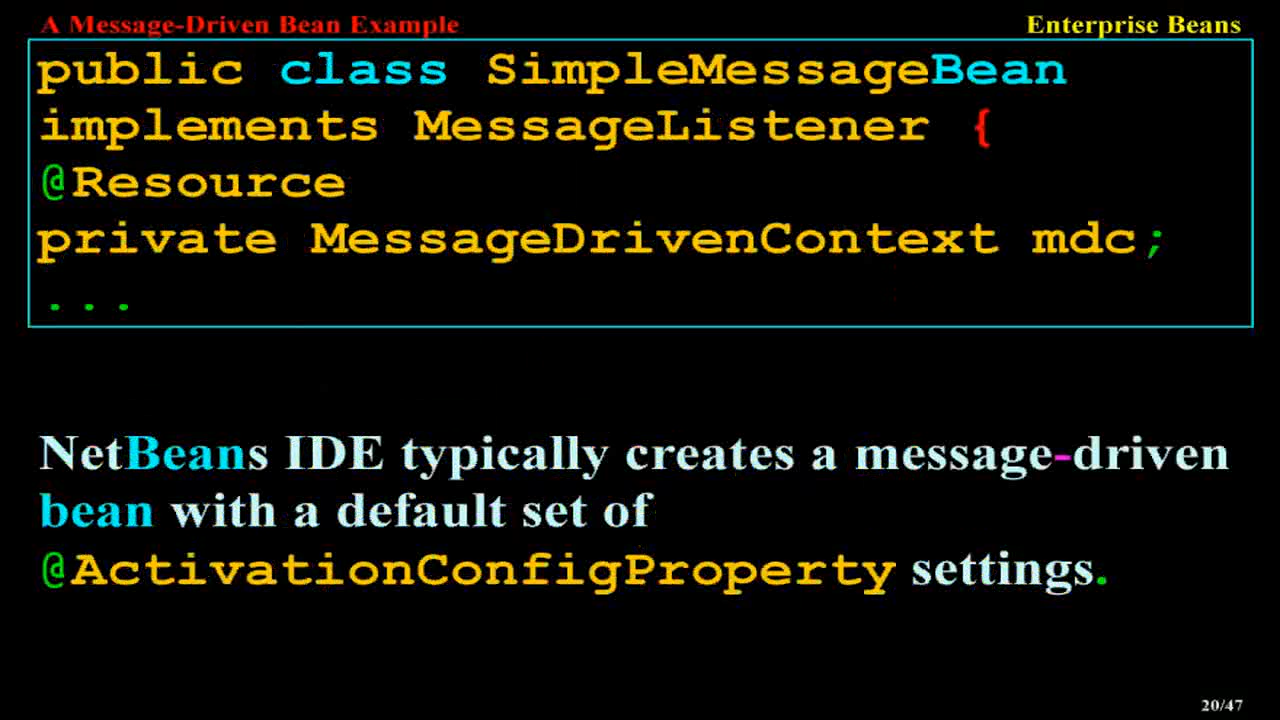 A Message-Driven Bean Example
Enterprise Beans
public class SimpleMessageBean
implements MessageListener {
@Resource
private MessageDrivenContext mdc;
...
NetBeans IDE typically creates a message-driven
bean with a default set of
@ActivationConfigProperty settings.
20/47